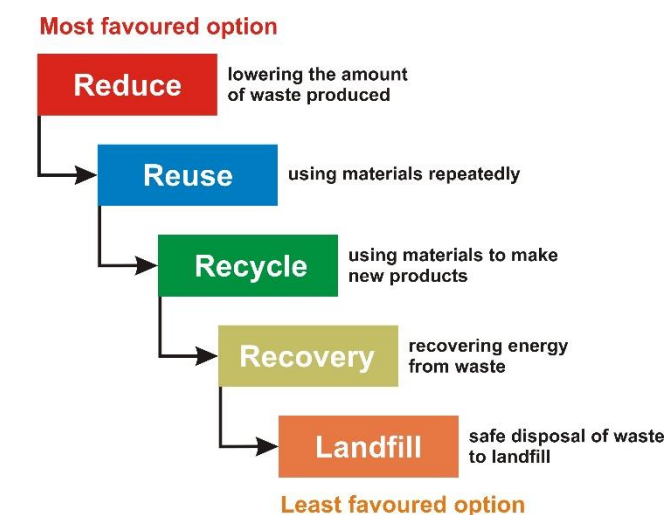 Most favoured option
Reduce
lowering the amount
of waste produced
Reuse
using materials repeatedly
Recycle
using materials to make
new products
Recovery
recovering energy
from waste
Landfill
safe disposal of waste
to landfill
Least favoured option